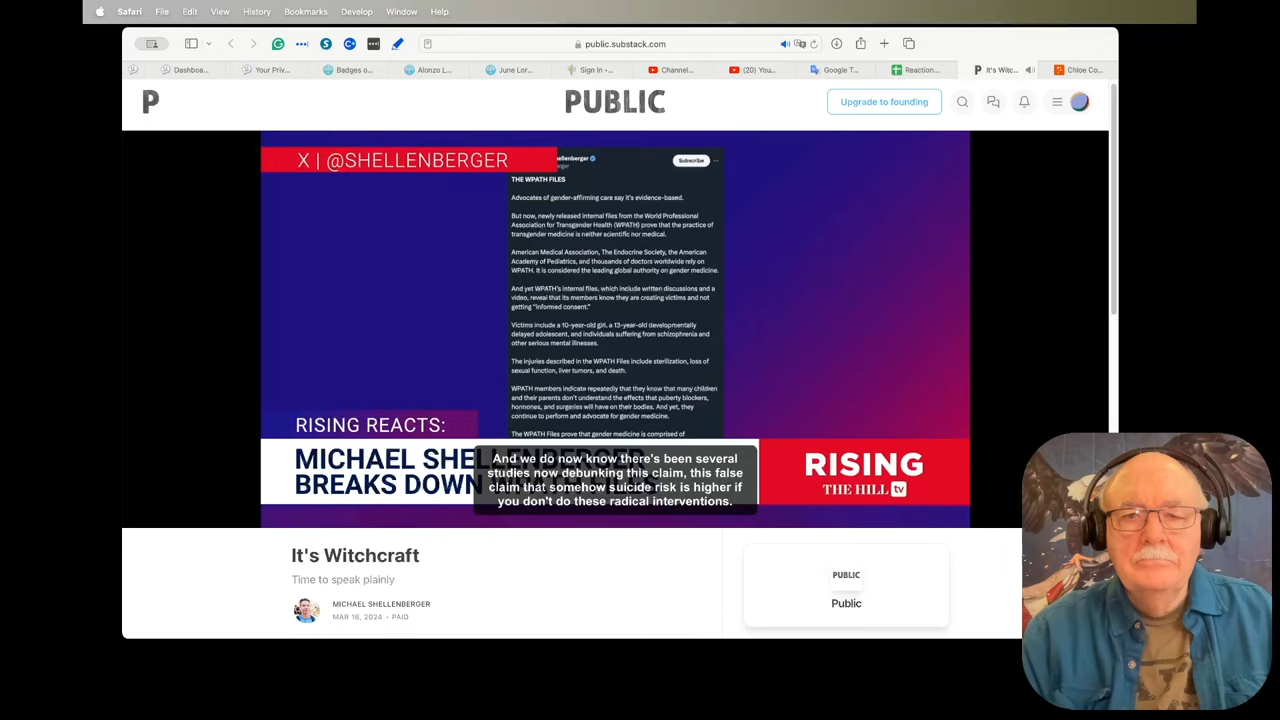 Safari File Edit View History Bookmarks Develop Window Help
public.substack.com
Dashboa... Your Priv... Badges o... Alonzo L... June Lor... Sign In •... Channel... (20) You... Google T... Reaction... It's Witc... Chloe Co...
P PUBLIC Upgrade to founding
X | @SHELLENBERGER
ellenberger
Subscribe
THE WPATH FILES
Advocates of gender-affirming care say it's evidence-based.
But now, newly released internal files from the World Professional
Association for Transgender Health (WPATH) prove that the practice of
transgender medicine is neither scientific nor medical.
American Medical Association, The Endocrine Society, the American
Academy of Pediatrics, and thousands of doctors worldwide rely on
WPATH. It is considered the leading global authority on gender medicine.
And yet WPATH's internal files, which include written discussions and a
video, reveal that its members know they are creating victims and not
getting "informed consent."
Victims include a 10-year-old girl, a 13-year-old developmentally
delayed adolescent, and individuals suffering from schizophrenia and
other serious mental illnesses.
The injuries described in the WPATH Files include sterilization, loss of
sexual function, liver tumors, and death.
WPATH members indicate repeatedly that they know that many children
and their parents don't understand the effects that puberty blockers,
hormones, and surgeries will have on their bodies. And yet, they
continue to perform and advocate for gender medicine.
The WPATH Files prove that gender medicine is comprised of
RISING REACTS:
MICHAEL SHE
BREAKS DOWN
And we do now know there's been several
studies now debunking this claim, this false
claim that somehow suicide risk is higher if
you don't do these radical interventions.
RISING
THE HILL tv
It's Witchcraft
Time to speak plainly
MICHAEL SHELLENBERGER
MAR 16, 2024 • PAID
PUBLIC
Public